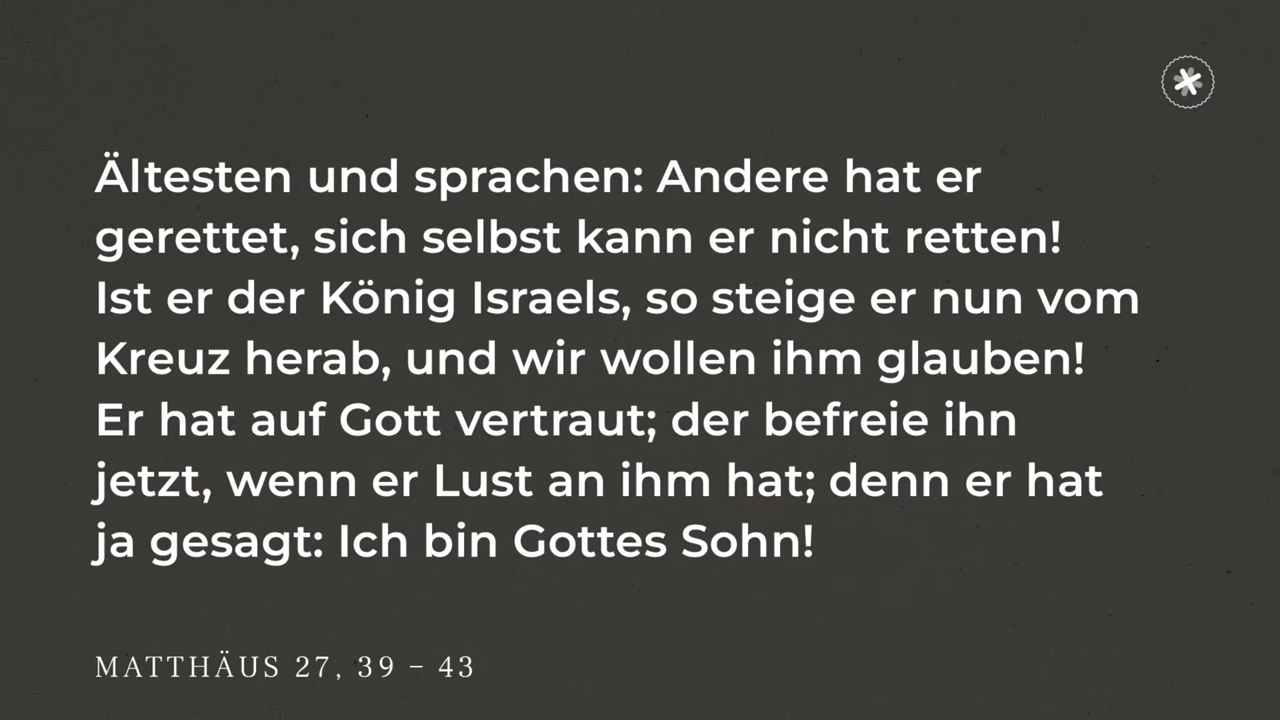 Ältesten und sprachen: Andere hat er
gerettet, sich selbst kann er nicht retten!
Ist er der König Israels, so steige er nun vom
Kreuz herab, und wir wollen ihm glauben!
Er hat auf Gott vertraut; der befreie ihn
jetzt, wenn er Lust an ihm hat; denn er hat
ja gesagt: Ich bin Gottes Sohn!
MATTHÄUS 27, 39 – 43